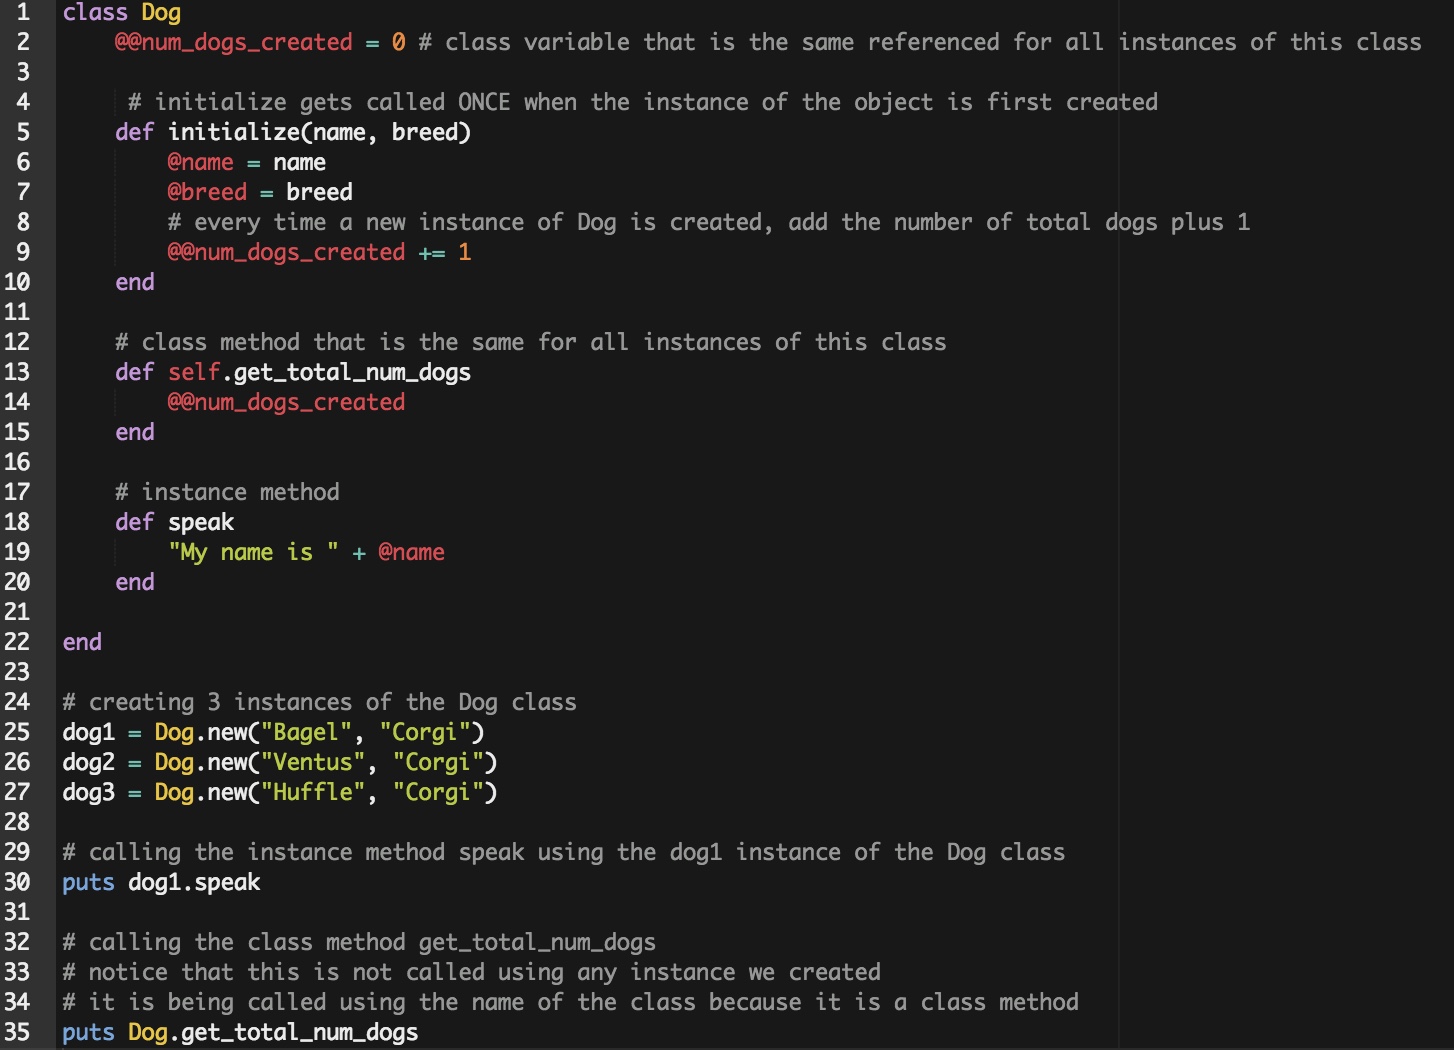 1 class Dog
2     @@num_dogs_created = 0 # class variable that is the same referenced for all instances of this class
3
4      # initialize gets called ONCE when the instance of the object is first created
5     def initialize(name, breed)
6         @name = name
7         @breed = breed
8         # every time a new instance of Dog is created, add the number of total dogs plus 1
9         @@num_dogs_created += 1
10     end
11
12     # class method that is the same for all instances of this class
13     def self.get_total_num_dogs
14         @@num_dogs_created
15     end
16
17     # instance method
18     def speak
19         "My name is " + @name
20     end
21
22 end
23
24 # creating 3 instances of the Dog class
25 dog1 = Dog.new("Bagel", "Corgi")
26 dog2 = Dog.new("Ventus", "Corgi")
27 dog3 = Dog.new("Huffle", "Corgi")
28
29 # calling the instance method speak using the dog1 instance of the Dog class
30 puts dog1.speak
31
32 # calling the class method get_total_num_dogs
33 # notice that this is not called using any instance we created
34 # it is being called using the name of the class because it is a class method
35 puts Dog.get_total_num_dogs